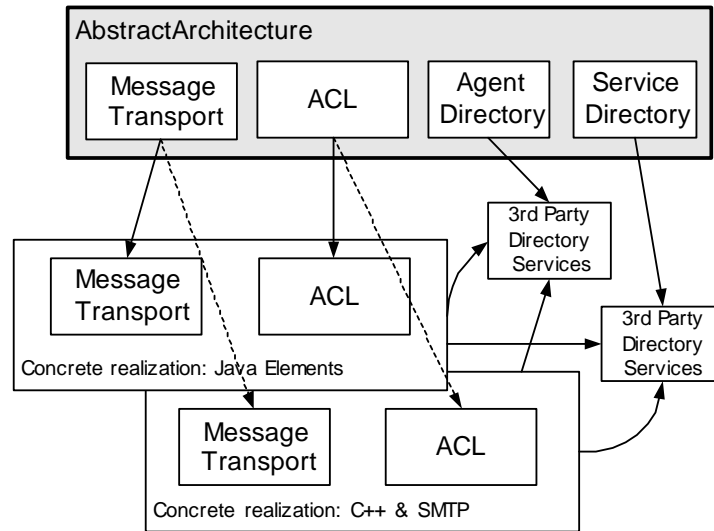 AbstractArchitecture
Message
Transport
ACL
Agent
Directory
Service
Directory
3rd Party
Directory
Services
Message
Transport
ACL
3rd Party
Directory
Services
Concrete realization: Java Elements
Message
Transport
ACL
Concrete realization: C++ & SMTP